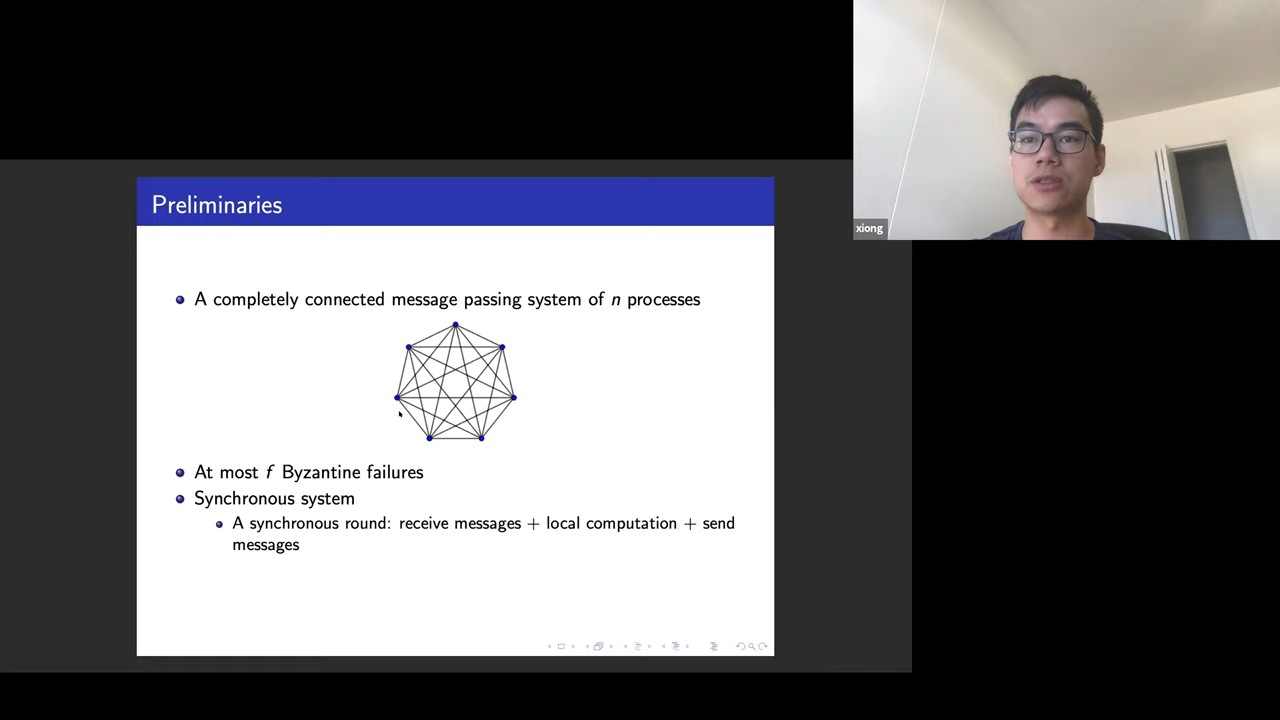 Preliminaries
A completely connected message passing system of n processes
At most f Byzantine failures
Synchronous system
A synchronous round: receive messages + local computation + send
messages
xiong